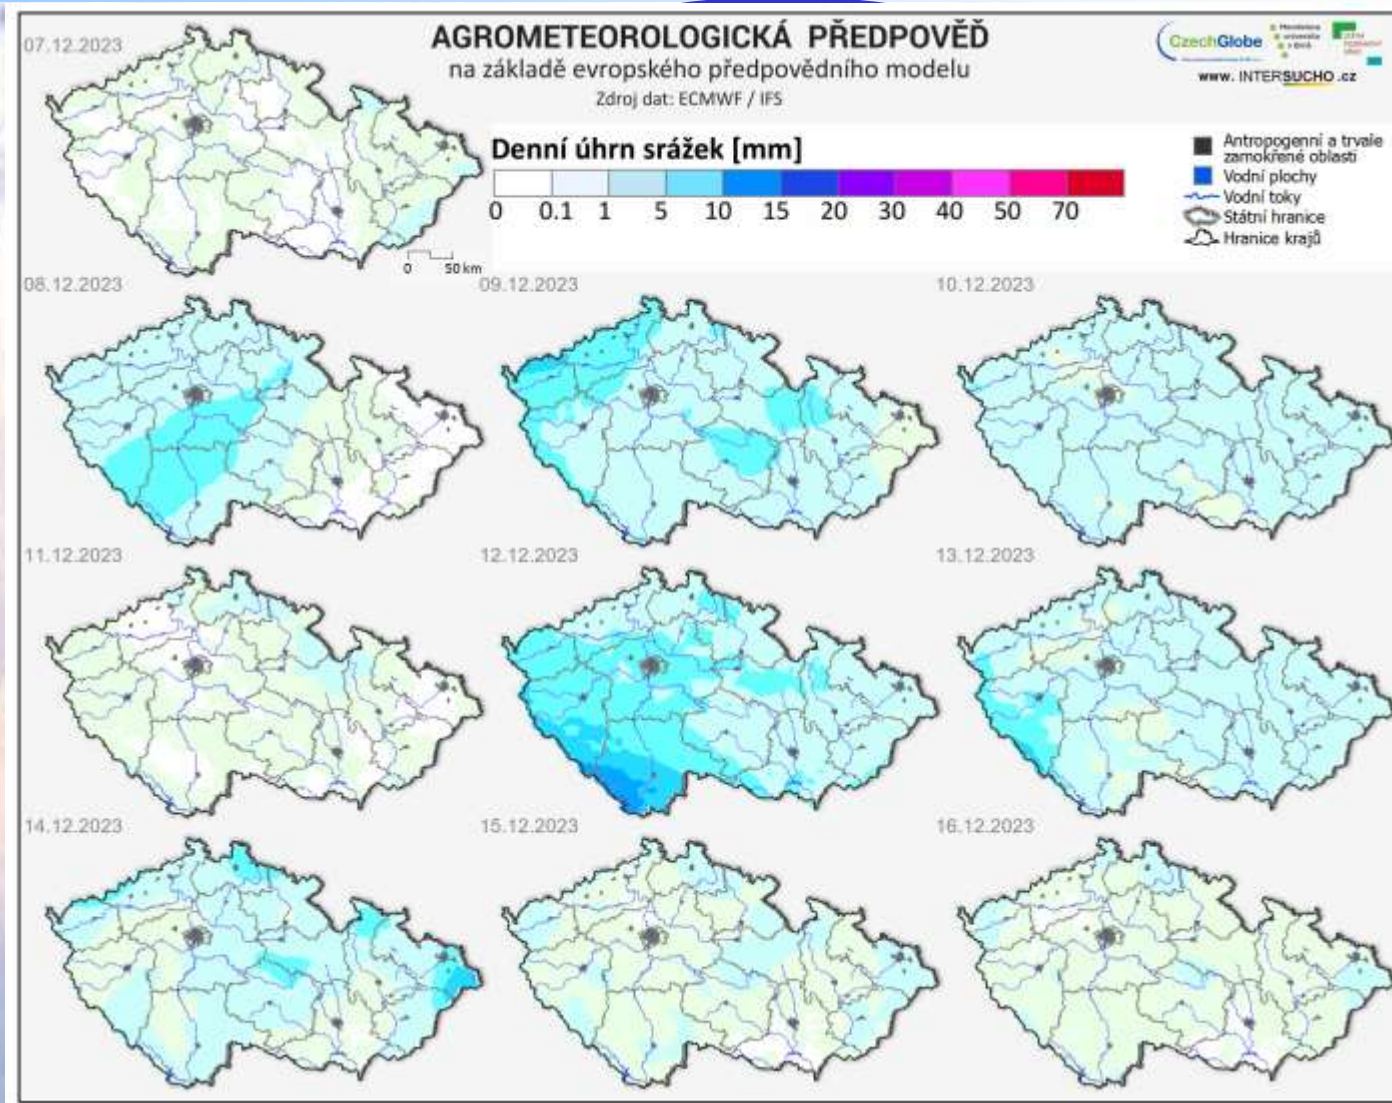 07.12.2023
AGROMETEOROLOGICKÁ PŘEDPOVĚĎ
na základě evropského předpovědního modelu
Zdroj dat: ECMWF / IFS
CzechGlobe
www. INTERSUCHO .cz
Denní úhrn srážek [mm]
0 0.1 1 5 10 15 20 30 40 50 70
Antropogenní a trvale
zamokřené oblasti
Vodní plochy
Vodní toky
Státní hranice
Hranice krajů
0 50 km
08.12.2023
09.12.2023
10.12.2023
11.12.2023
12.12.2023
13.12.2023
14.12.2023
15.12.2023
16.12.2023